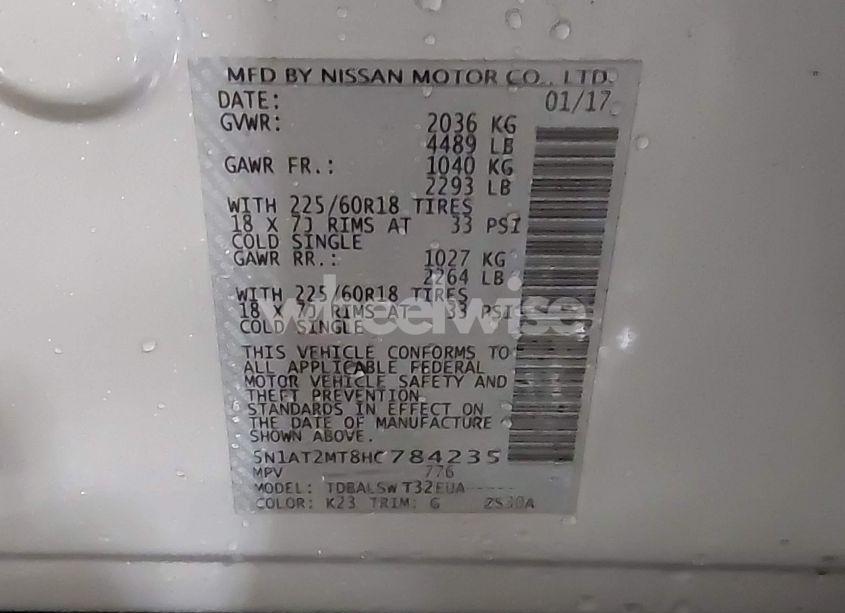 MFD BY NISSAN MOTOR CO., LTD.
DATE: 01/17
GVWR: 2036 KG
4489 LB
GAWR FR.: 1040 KG
2293 LB
WITH 225/60R18 TIRES
18 X 7J RIMS AT 33 PSI
COLD SINGLE
GAWR RR.: 1027 KG
2264 LB
WITH 225/60R18 TIRES
18 X 7J RIMS AT 33 PSI
COLD SINGLE
wheelwise
THIS VEHICLE CONFORMS TO
ALL APPLICABLE FEDERAL
MOTOR VEHICLE SAFETY AND
THEFT PREVENTION
STANDARDS IN EFFECT ON
THE DATE OF MANUFACTURE
SHOWN ABOVE.
5N1AT2MT8HC784235
MPV 776
MODEL: TDBALSW T32EUA-----
COLOR: K23 TRIM: G 2S30A